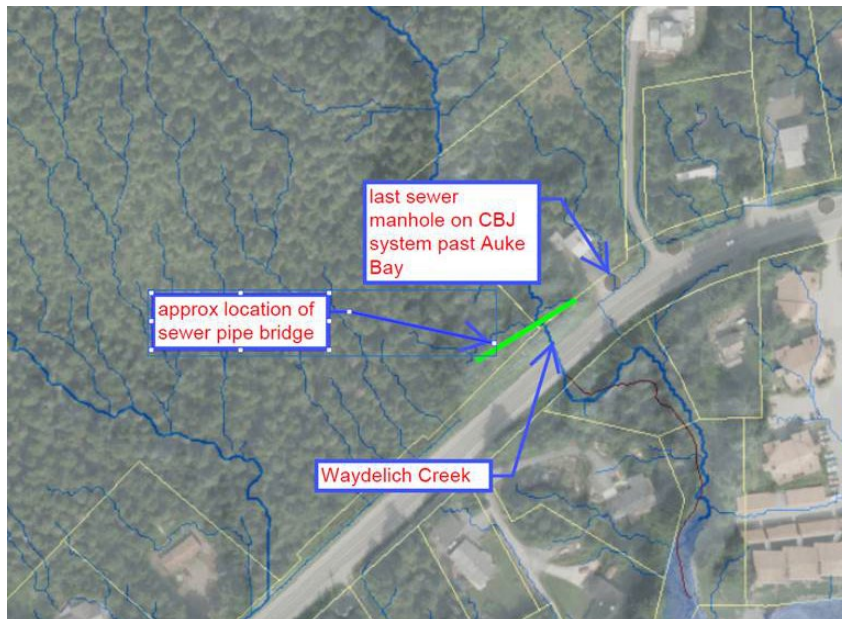 last sewer
manhole on CBJ
system past Auke
Bay
approx location of
sewer pipe bridge
Waydelich Creek